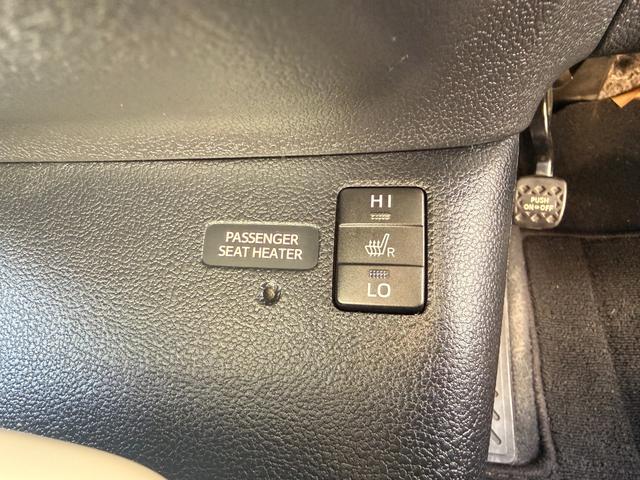 PASSENGER
SEAT HEATER
HI
R
LO
PUSH
ON↔OFF